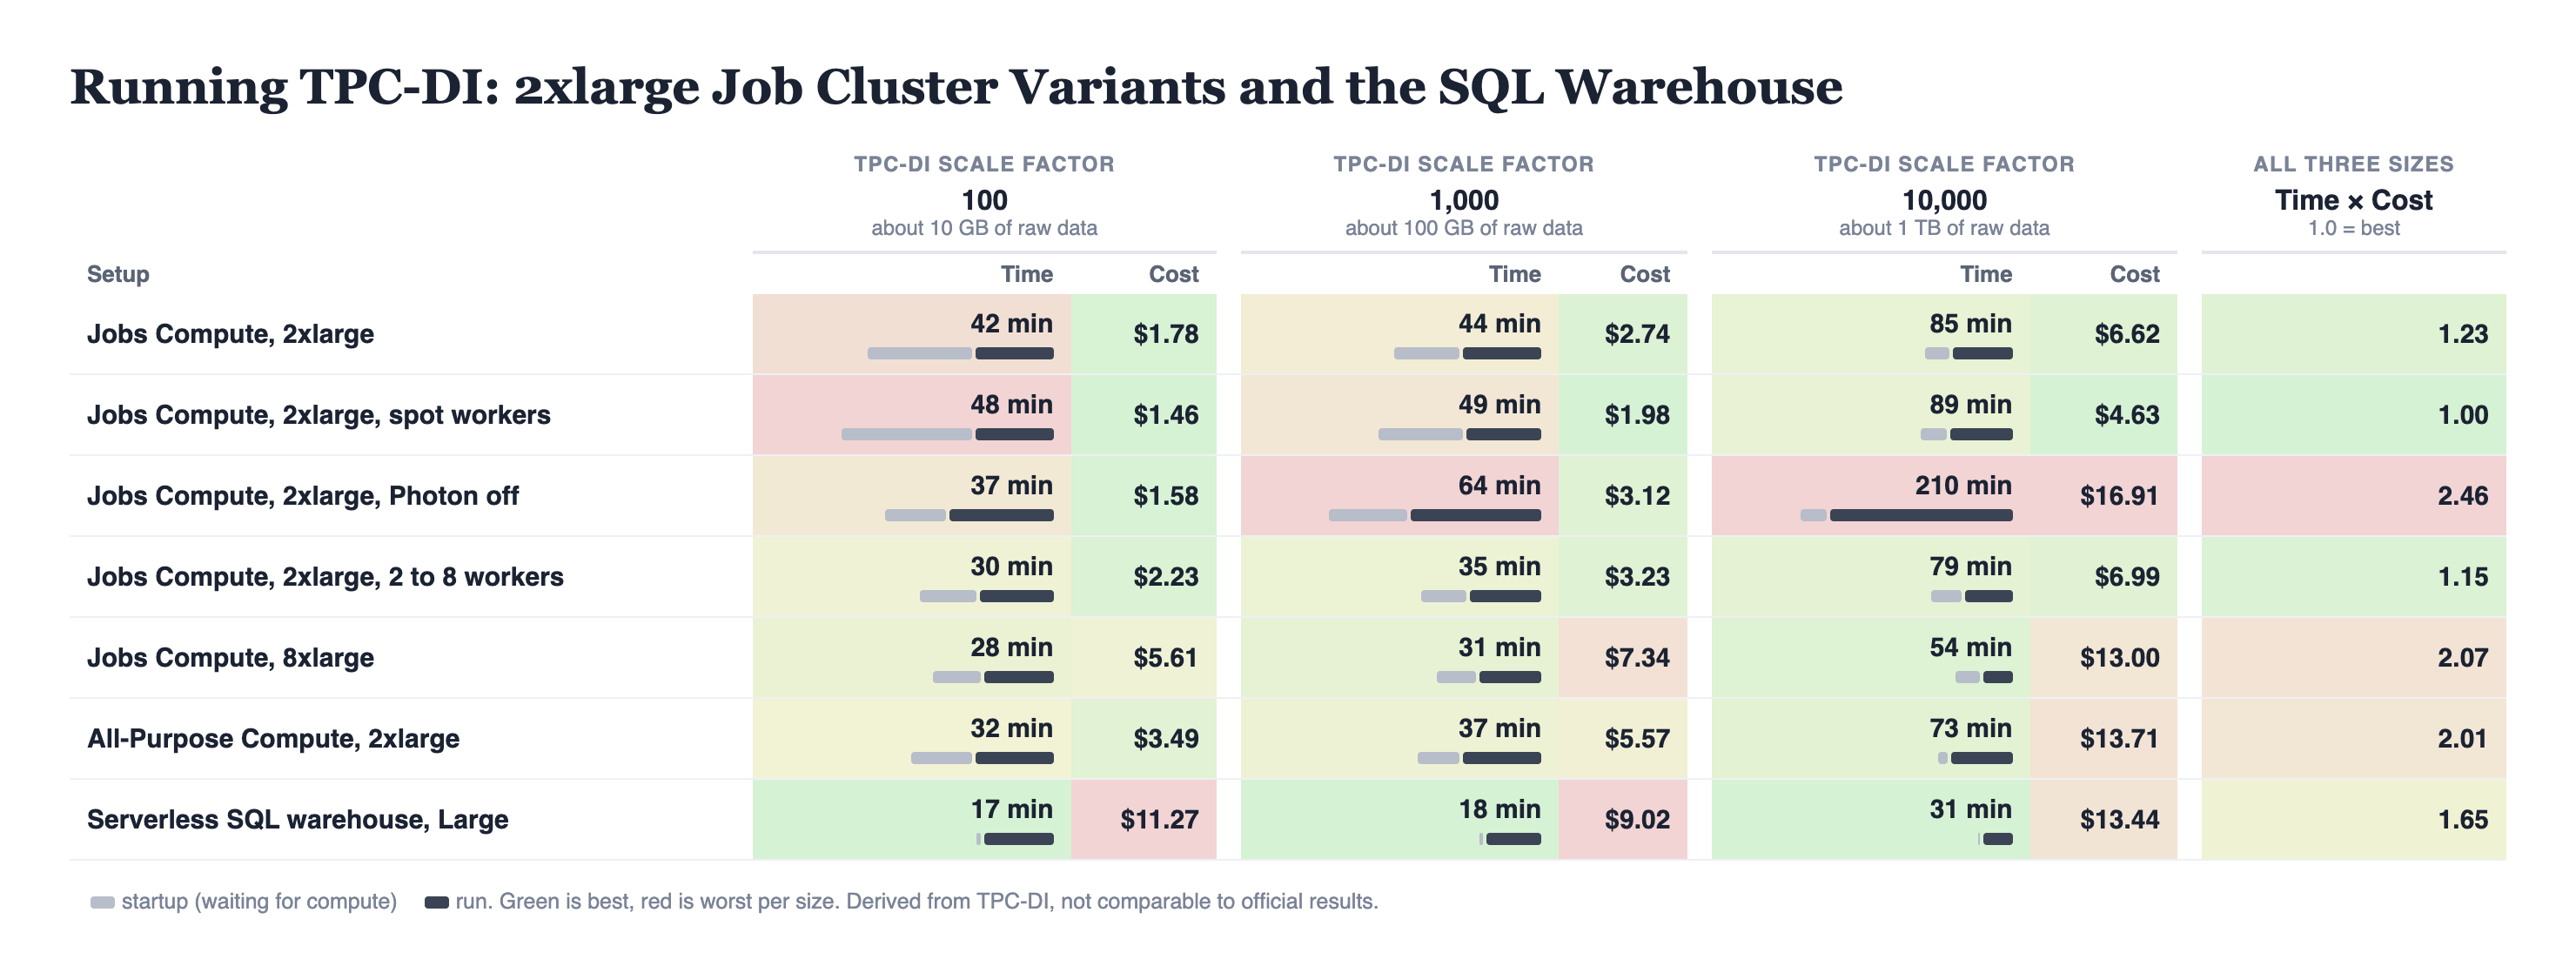 Running TPC-DI: 2xlarge Job Cluster Variants and the SQL Warehouse
TPC-DI SCALE FACTOR TPC-DI SCALE FACTOR TPC-DI SCALE FACTOR ALL THREE SIZES
100 1,000 10,000 Time × Cost
about 10 GB of raw data about 100 GB of raw data about 1 TB of raw data 1.0 = best
Setup Time Cost Time Cost Time Cost
Jobs Compute, 2xlarge 42 min $1.78 44 min $2.74 85 min $6.62 1.23
Jobs Compute, 2xlarge, spot workers 48 min $1.46 49 min $1.98 89 min $4.63 1.00
Jobs Compute, 2xlarge, Photon off 37 min $1.58 64 min $3.12 210 min $16.91 2.46
Jobs Compute, 2xlarge, 2 to 8 workers 30 min $2.23 35 min $3.23 79 min $6.99 1.15
Jobs Compute, 8xlarge 28 min $5.61 31 min $7.34 54 min $13.00 2.07
All-Purpose Compute, 2xlarge 32 min $3.49 37 min $5.57 73 min $13.71 2.01
Serverless SQL warehouse, Large 17 min $11.27 18 min $9.02 31 min $13.44 1.65
startup (waiting for compute) run. Green is best, red is worst per size. Derived from TPC-DI, not comparable to official results.